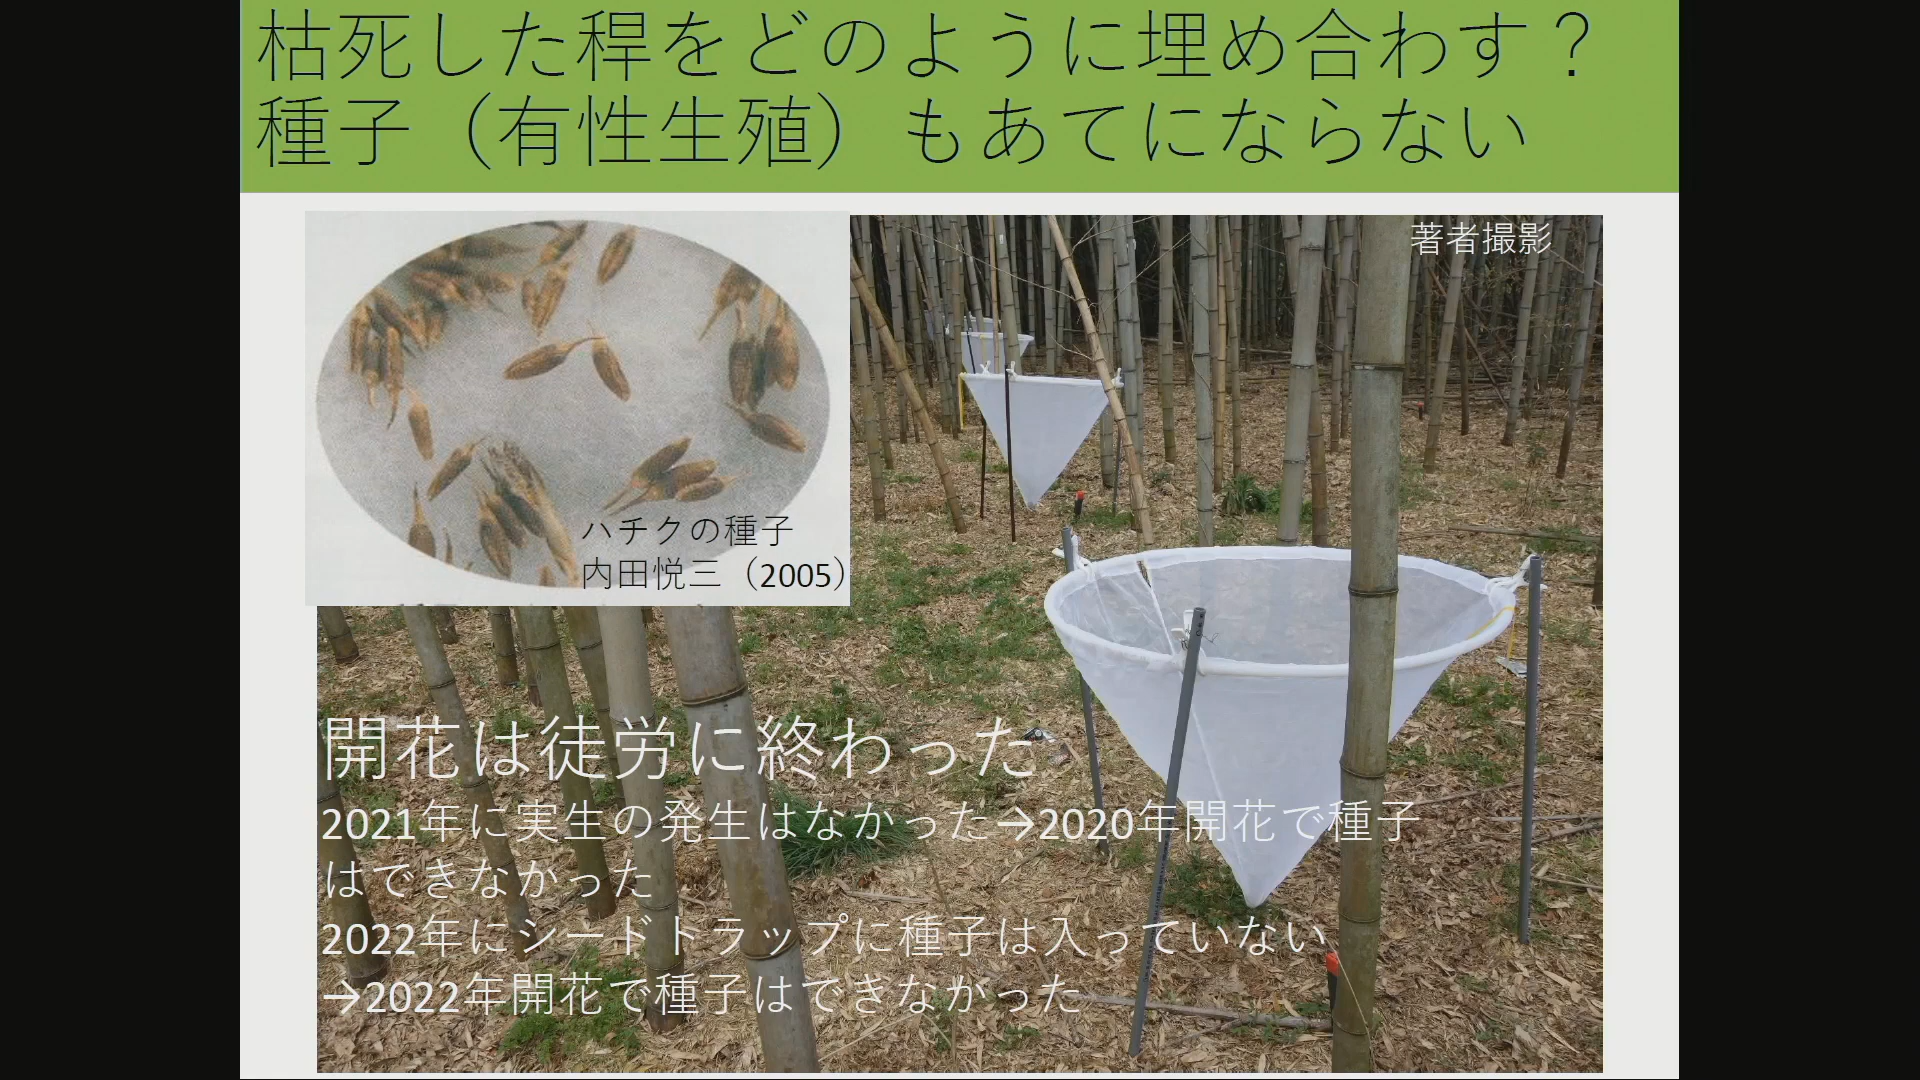 枯死した稈をどのように埋め合わす？
種子（有性生殖）もあてにならない
著者撮影
ハチクの種子
内田悦三（2005）
開花は徒労に終わった
2021年に実生の発生はなかった→2020年開花で種子
はできなかった
2022年にシードトラップに種子は入っていない
→2022年開花で種子はできなかった